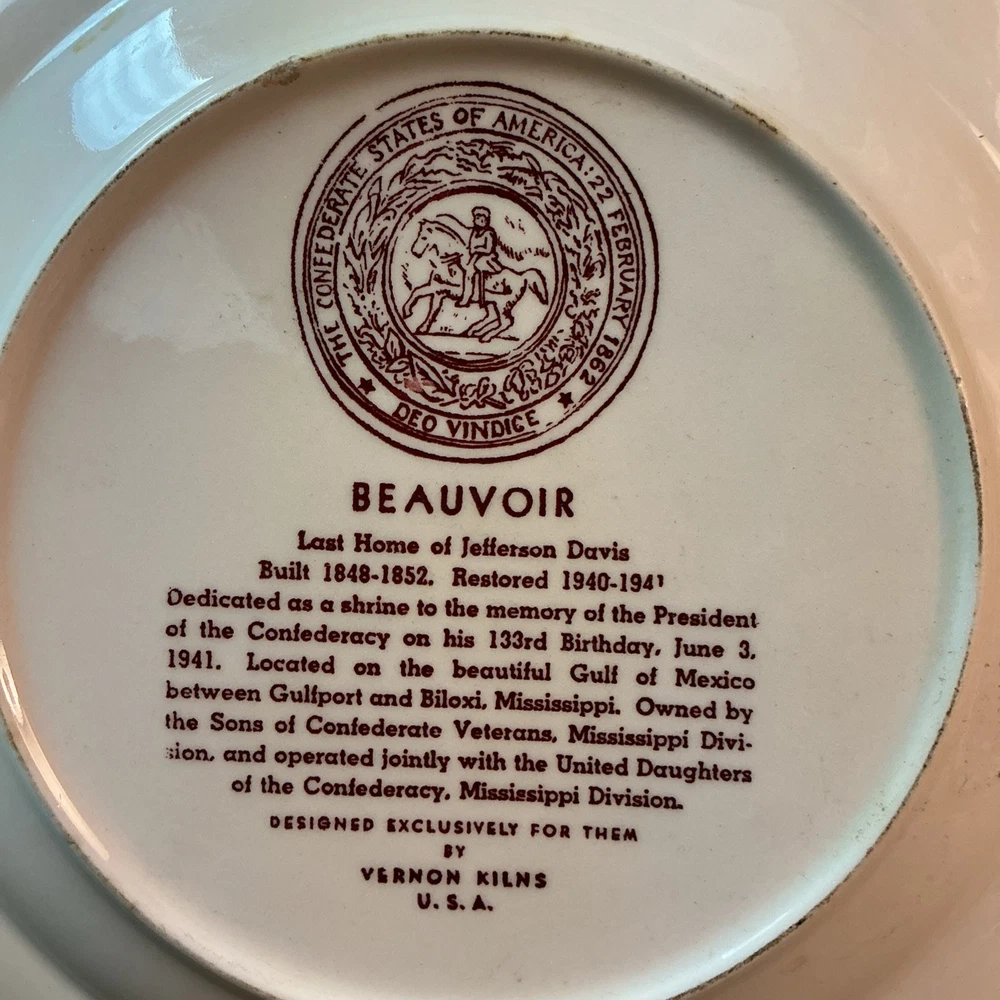 THE CONFEDERATE STATES OF AMERICA: 22 FEBRUARY 1862
DEO VINDICE
BEAUVOIR
Last Home of Jefferson Davis
Built 1848-1852. Restored 1940-1941
Dedicated as a shrine to the memory of the President
of the Confederacy on his 133rd Birthday, June 3,
1941. Located on the beautiful Gulf of Mexico
between Gulfport and Biloxi, Mississippi. Owned by
the Sons of Confederate Veterans, Mississippi Divi-
sion, and operated jointly with the United Daughters
of the Confederacy, Mississippi Division.
DESIGNED EXCLUSIVELY FOR THEM
BY
VERNON KILNS
U. S. A.